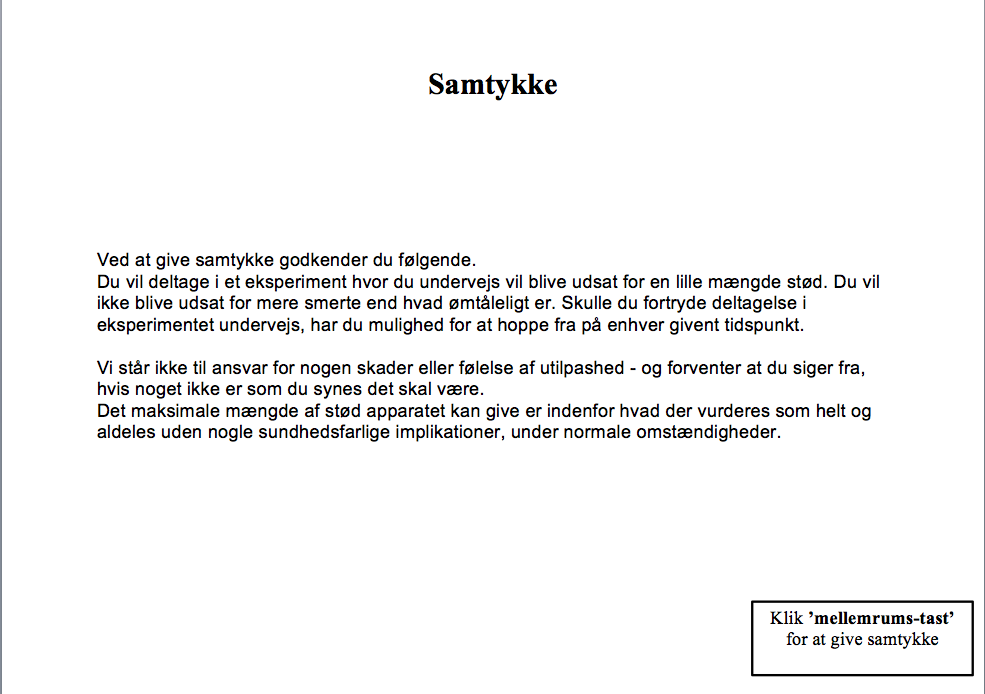 Samtykke
Ved at give samtykke godkender du følgende.
Du vil deltage i et eksperiment hvor du undervejs vil blive udsat for en lille mængde stød. Du vil
ikke blive udsat for mere smerte end hvad ømtåleligt er. Skulle du fortryde deltagelse i
eksperimentet undervejs, har du mulighed for at hoppe fra på enhver givent tidspunkt.
Vi står ikke til ansvar for nogen skader eller følelse af utilpashed - og forventer at du siger fra,
hvis noget ikke er som du synes det skal være.
Det maksimale mængde af stød apparatet kan give er indenfor hvad der vurderes som helt og
aldeles uden nogle sundhedsfarlige implikationer, under normale omstændigheder.
Klik ’mellemrums-tast’
for at give samtykke